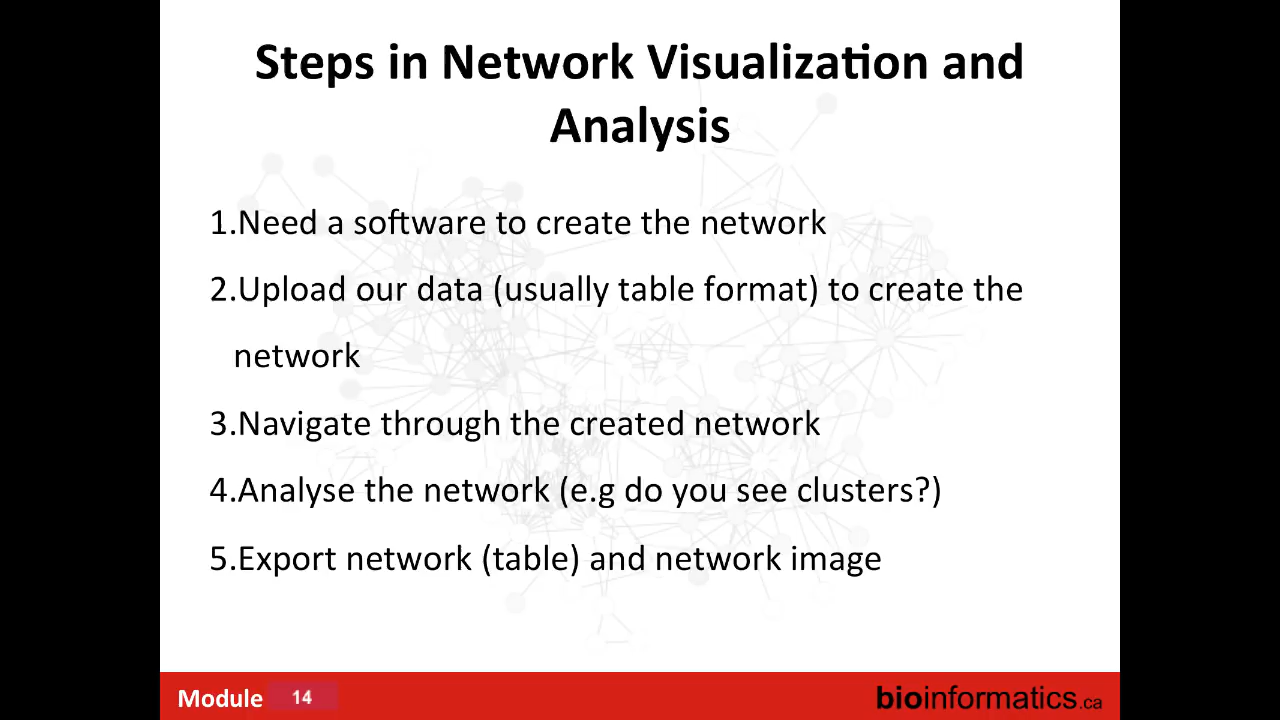 Steps in Network Visualization and
Analysis
1.Need a software to create the network
2.Upload our data (usually table format) to create the
network
3.Navigate through the created network
4.Analyse the network (e.g do you see clusters?)
5.Export network (table) and network image
Module 14
bioinformatics.ca